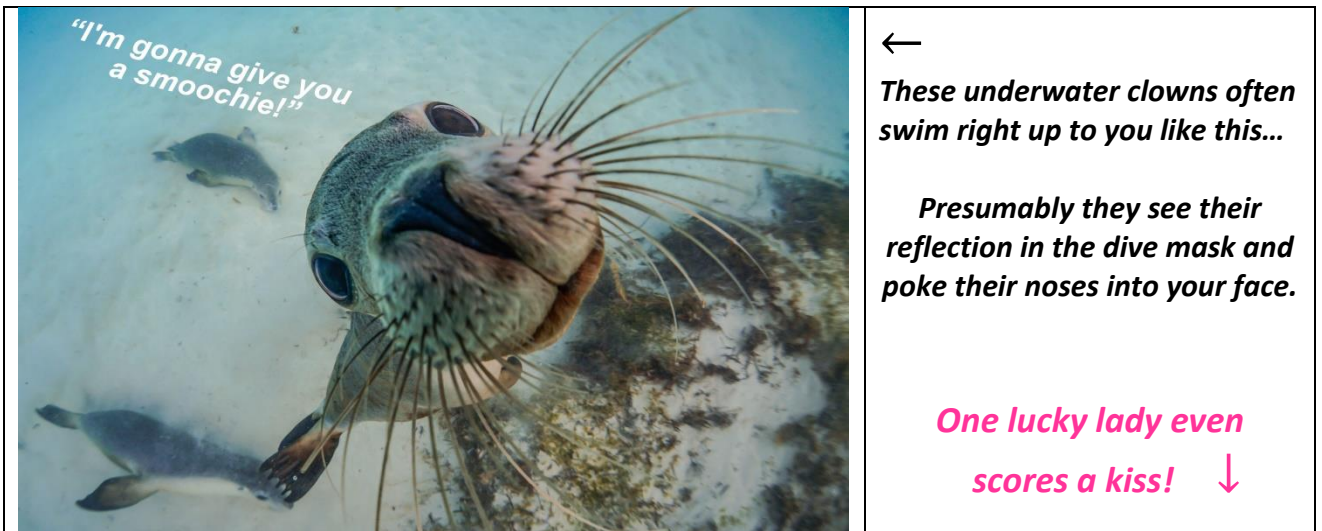 “I'm gonna give you
a smoochie!”
←
These underwater clowns often
swim right up to you like this…
Presumably they see their
reflection in the dive mask and
poke their noses into your face.
One lucky lady even
scores a kiss! ↓